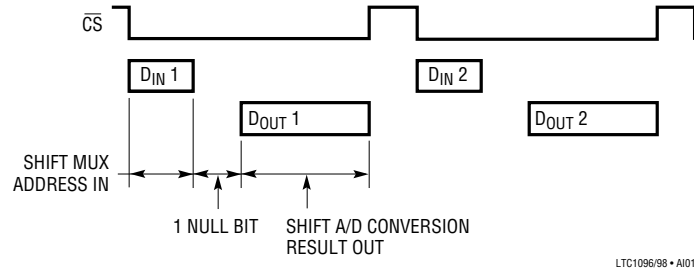 CS
DIN 1
DIN 2
DOUT 1
DOUT 2
SHIFT MUX
ADDRESS IN
1 NULL BIT
SHIFT A/D CONVERSION
RESULT OUT
LTC1096/98 • AI01